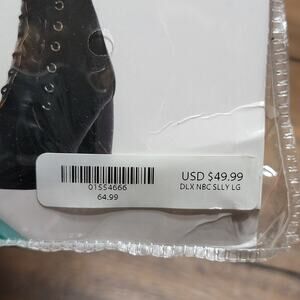 USD $49.99
01554666
DLX NBC SLLY LG
64.99